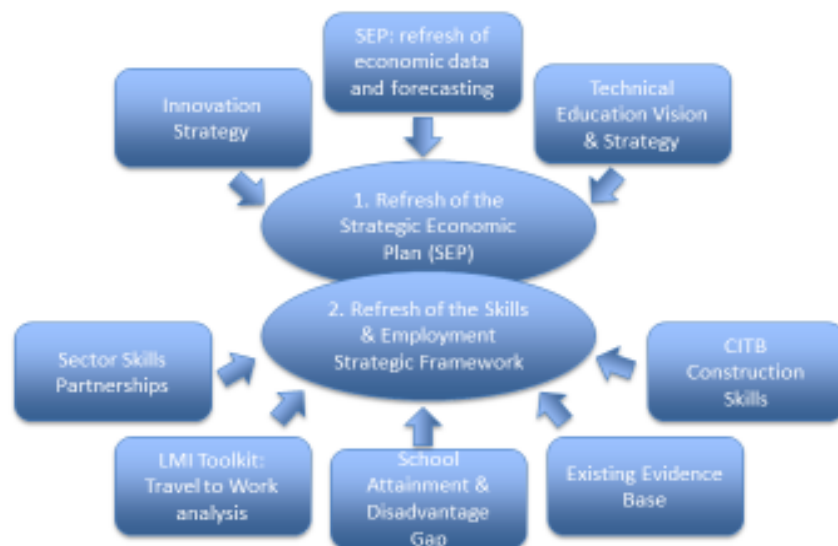 SEP: refresh of
economic data
and forecasting
Innovation
Strategy
Technical
Education Vision
& Strategy
1. Refresh of the
Strategic Economic
Plan (SEP)
2. Refresh of the Skills
& Employment
Strategic Framework
Sector Skills
Partnerships
CITB
Construction
Skills
LMI Toolkit:
Travel to Work
analysis
School
Attainment &
Disadvantage
Gap
Existing Evidence
Base